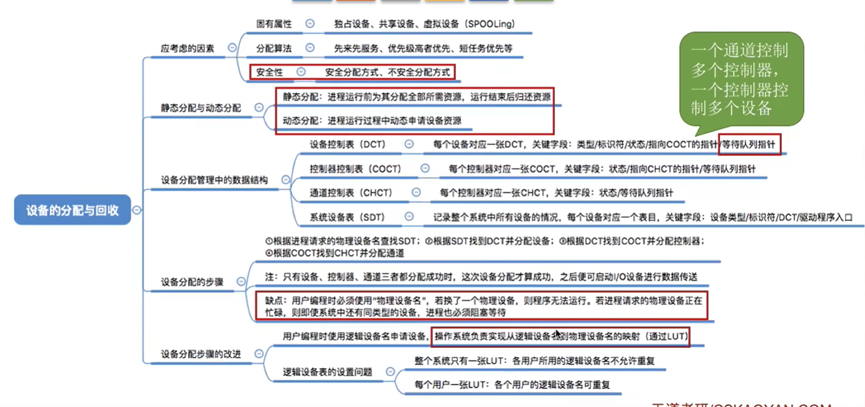 固有属性
独占设备、共享设备、虚拟设备（SPOOLing）
应考虑的因素
分配算法
先来先服务、优先级高者优先、短任务优先等
安全性
安全分配方式、不安全分配方式
一个通道控制
多个控制器，
一个控制器控
制多个设备
静态分配与动态分配
静态分配：进程运行前为其分配全部所需资源，运行结束后归还资源
动态分配：进程运行过程中动态申请设备资源
设备的分配与回收
设备分配管理中的数据结构
设备控制表（DCT）
每个设备对应一张DCT，关键字段：类型/标识符/状态/指向COCT的指针/等待队列指针
控制器控制表（COCT）
每个控制器对应一张COCT，关键字段：状态/指向CHCT的指针/等待队列指针
通道控制表（CHCT）
每个控制器对应一张CHCT，关键字段：状态/等待队列指针
系统设备表（SDT）
记录整个系统中所有设备的情况，每个设备对应一个表目，关键字段：设备类型/标识符/DCT/驱动程序入口
设备分配的步骤
①根据进程请求的物理设备名查找SDT；②根据SDT找到DCT并分配设备；③根据DCT找到COCT并分配控制器；
④根据COCT找到CHCT并分配通道
注：只有设备、控制器、通道三者都分配成功时，这次设备分配才算成功，之后便可启动I/O设备进行数据传送
缺点：用户编程时必须使用“物理设备名”，若换了一个物理设备，则程序无法运行。若进程请求的物理设备正在
忙碌，则即使系统中还有同类型的设备，进程也必须阻塞等待
设备分配步骤的改进
用户编程时使用逻辑设备名申请设备，操作系统负责实现从逻辑设备名到物理设备名的映射（通过LUT）
逻辑设备表的设置问题
整个系统只有一张LUT：各用户所用的逻辑设备名不允许重复
每个用户一张LUT：各个用户的逻辑设备名可重复